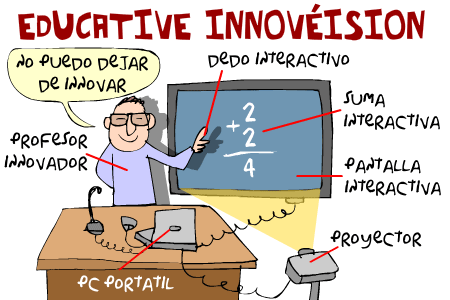 EDUCATIVE INNOVÉISION
NO PUEDO DEJAR
DE INNOVAR
DEDO INTERACTIVO
PROFESOR
INNOVADOR
2
+ 2
4
SUMA
INTERACTIVA
PANTALLA
INTERACTIVA
PROYECTOR
PC PORTATIL